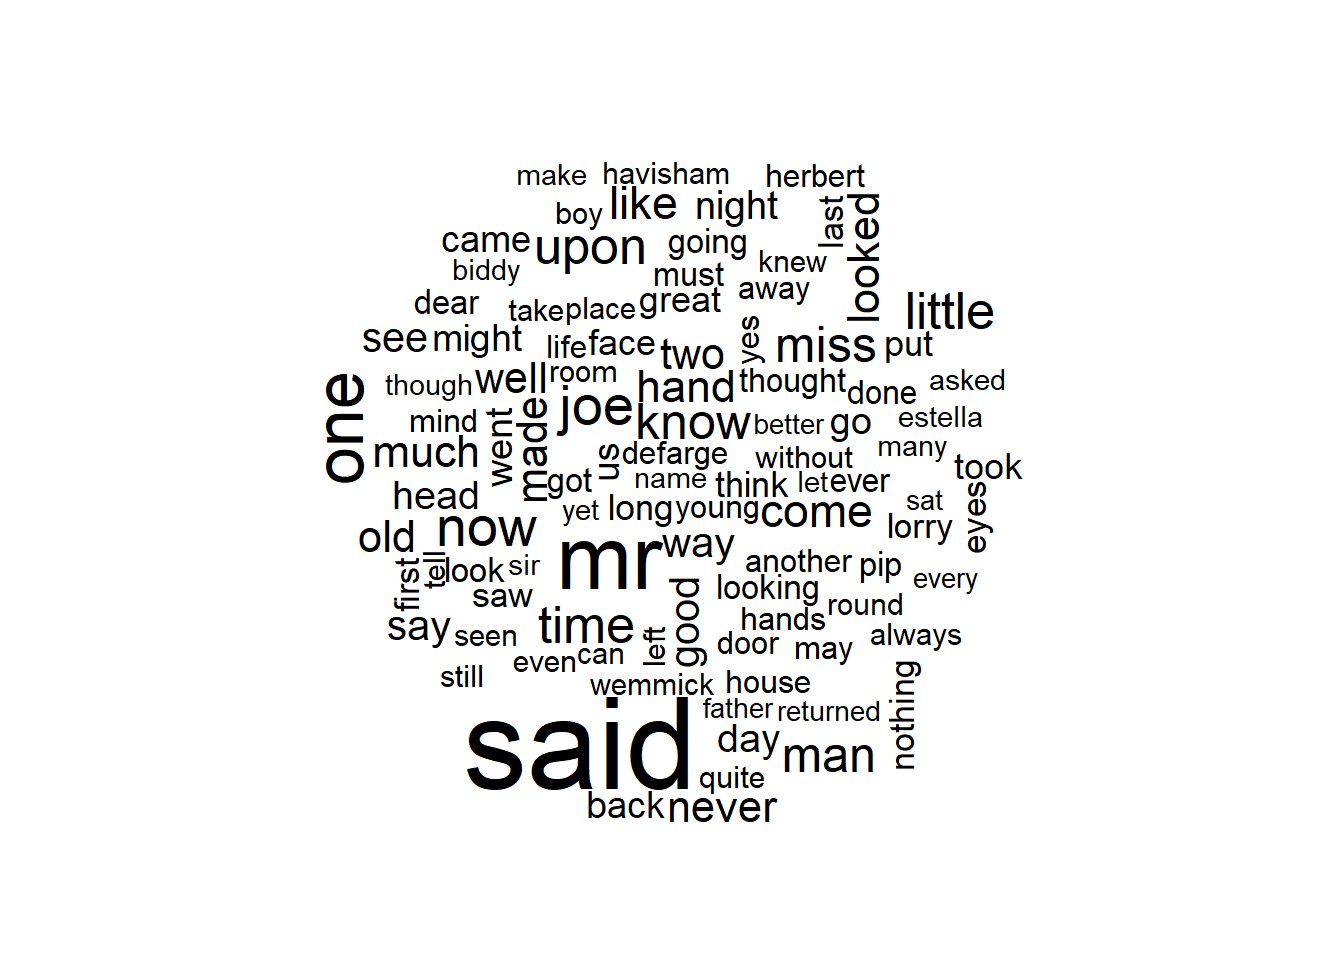 make havisham herbert
boy like night last looked
came upon going knew
biddy must away
dear take place great little
see might life face two yes miss put
though well room hand thought done asked
one mind went made joe know better go estella
much us defarge without many took
head got name think let ever sat eyes
old now yet long young come lorry
mr way another pip every
first tell look sir looking
saw hands round
say seen time left good door may always
still even can
wemmick house nothing
said father returned
day man
quite
back never